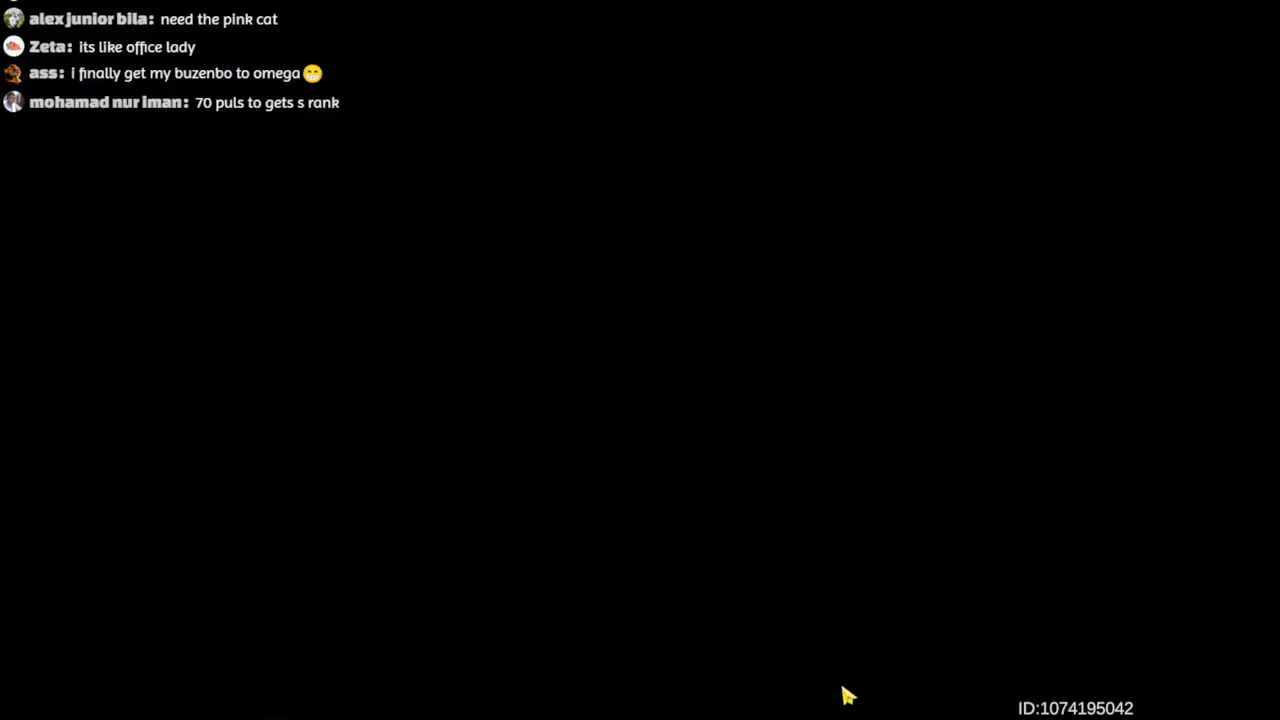 alex junior bila: need the pink cat
Zeta: its like office lady
ass: i finally get my buzenbo to omega😁
mohamad nur iman: 70 puls to gets s rank
ID:1074195042